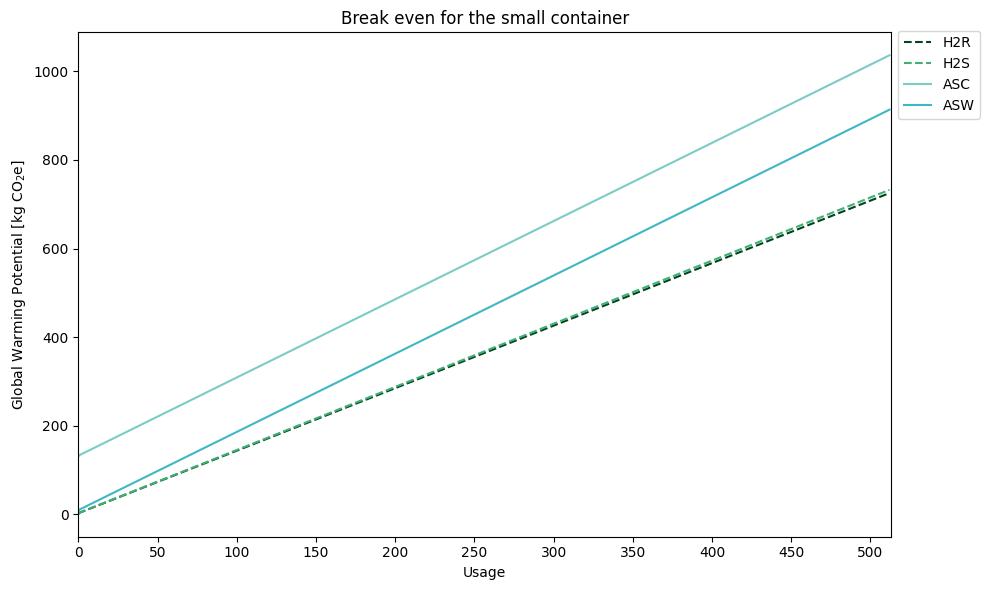 Break even for the small container
H2R
H2S
ASC
ASW
1000
800
600
400
200
0
Global Warming Potential [kg CO₂e]
0 50 100 150 200 250 300 350 400 450 500
Usage